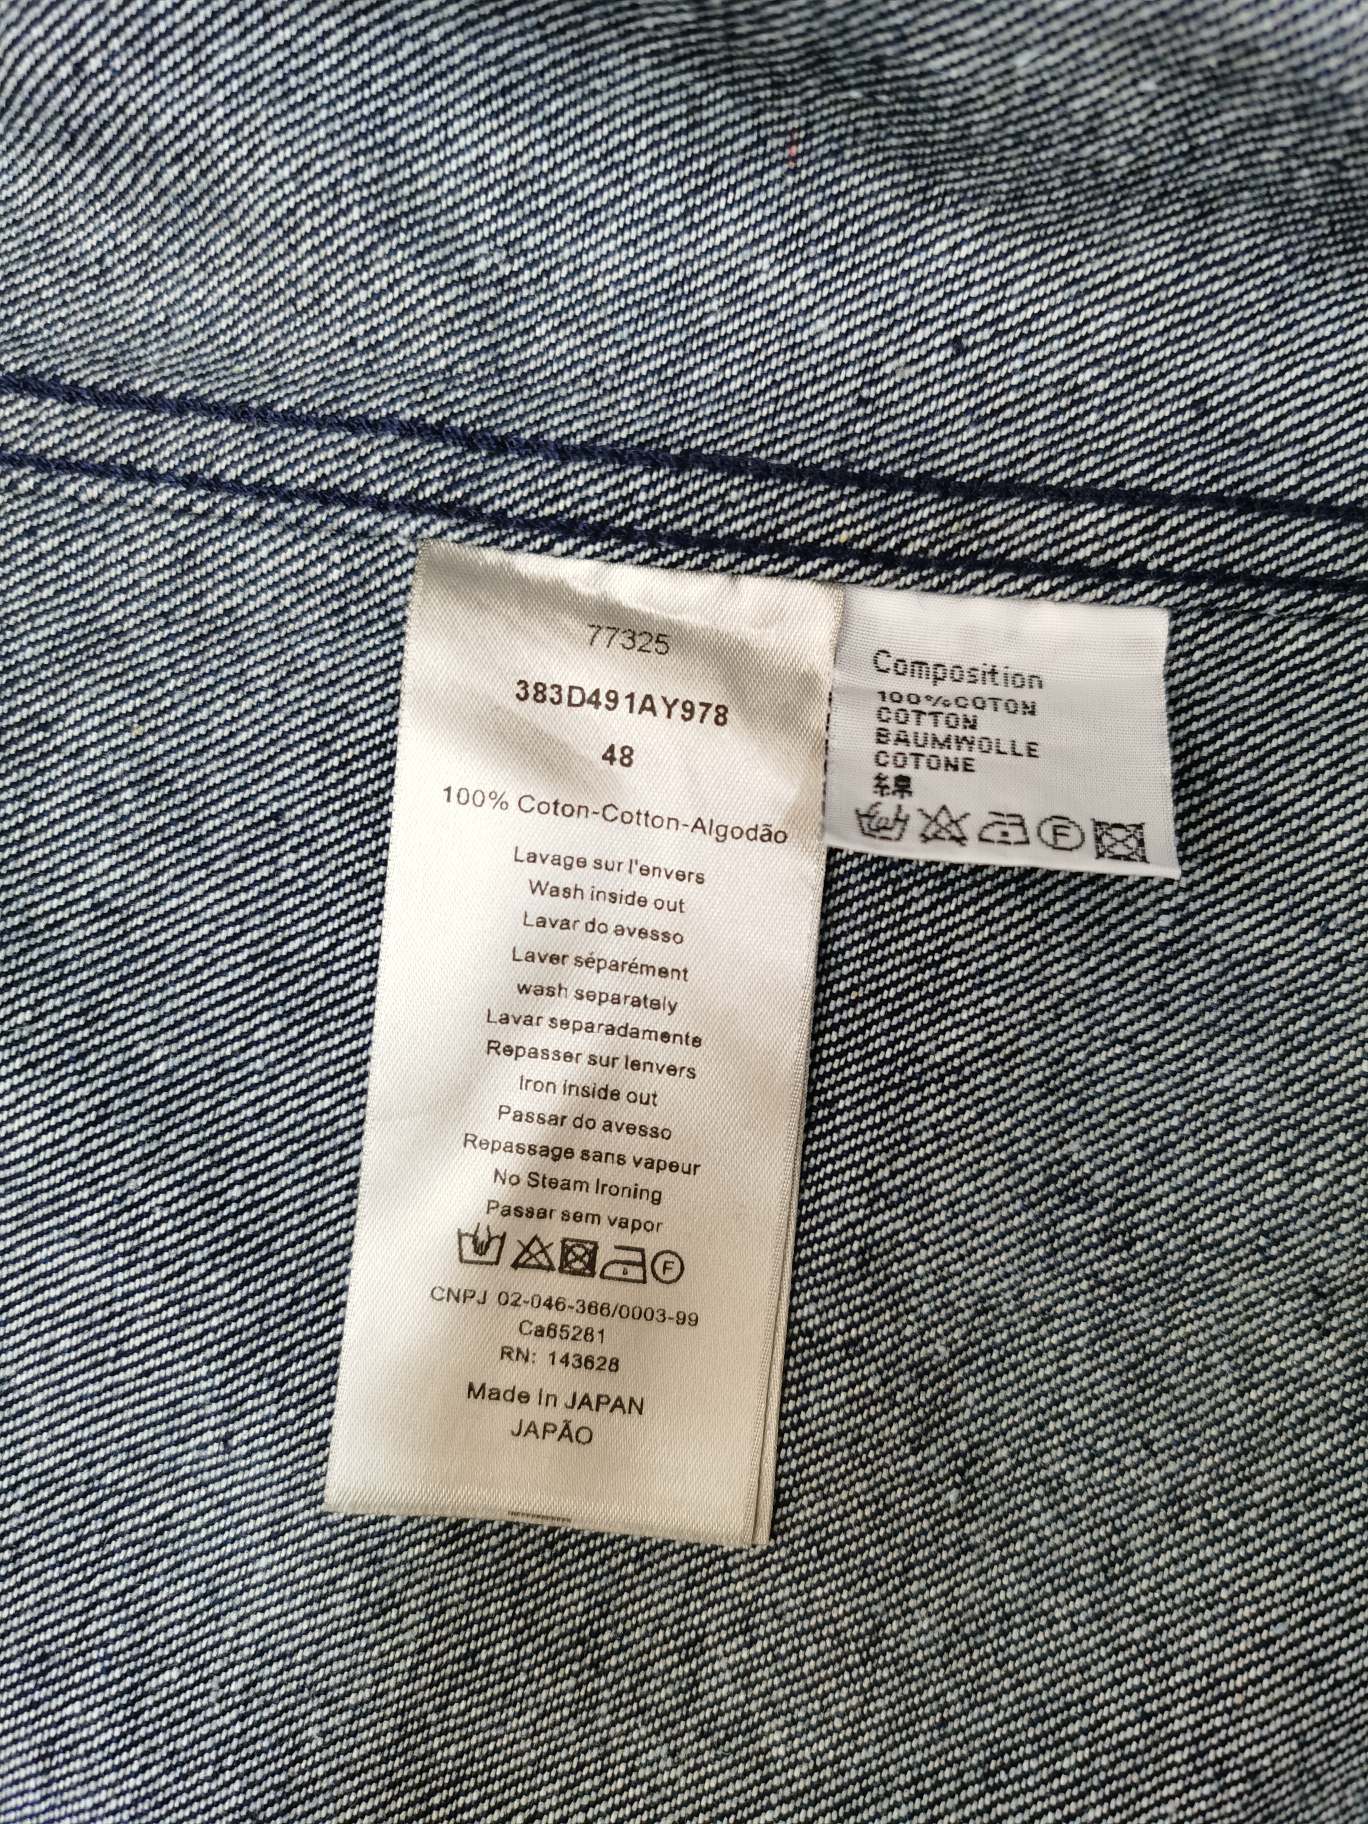 77325
383D491AY978
48
100% Coton-Cotton-Algodão
Lavage sur l'envers
Wash inside out
Lavar do avesso
Laver séparément
wash separately
Lavar separadamente
Repasser sur lenvers
Iron inside out
Passar do avesso
Repassage sans vapeur
No Steam Ironing
Passar sem vapor
F
CNPJ 02-046-366/0003-99
Ca65281
RN: 143628
Made In JAPAN
JAPÃO
Composition
100%COTON
COTTON
BAUMWOLLE
COTONE
綿
F